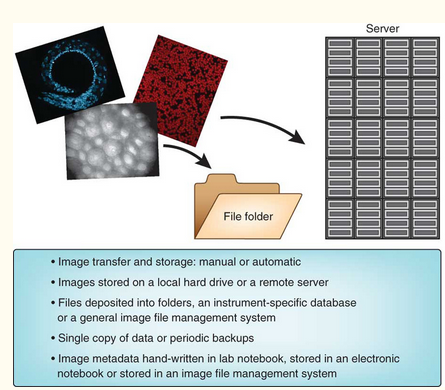 Server
File folder
• Image transfer and storage: manual or automatic
• Images stored on a local hard drive or a remote server
• Files deposited into folders, an instrument-specific database
or a general image file management system
• Single copy of data or periodic backups
• Image metadata hand-written in lab notebook, stored in an electronic
notebook or stored in an image file management system